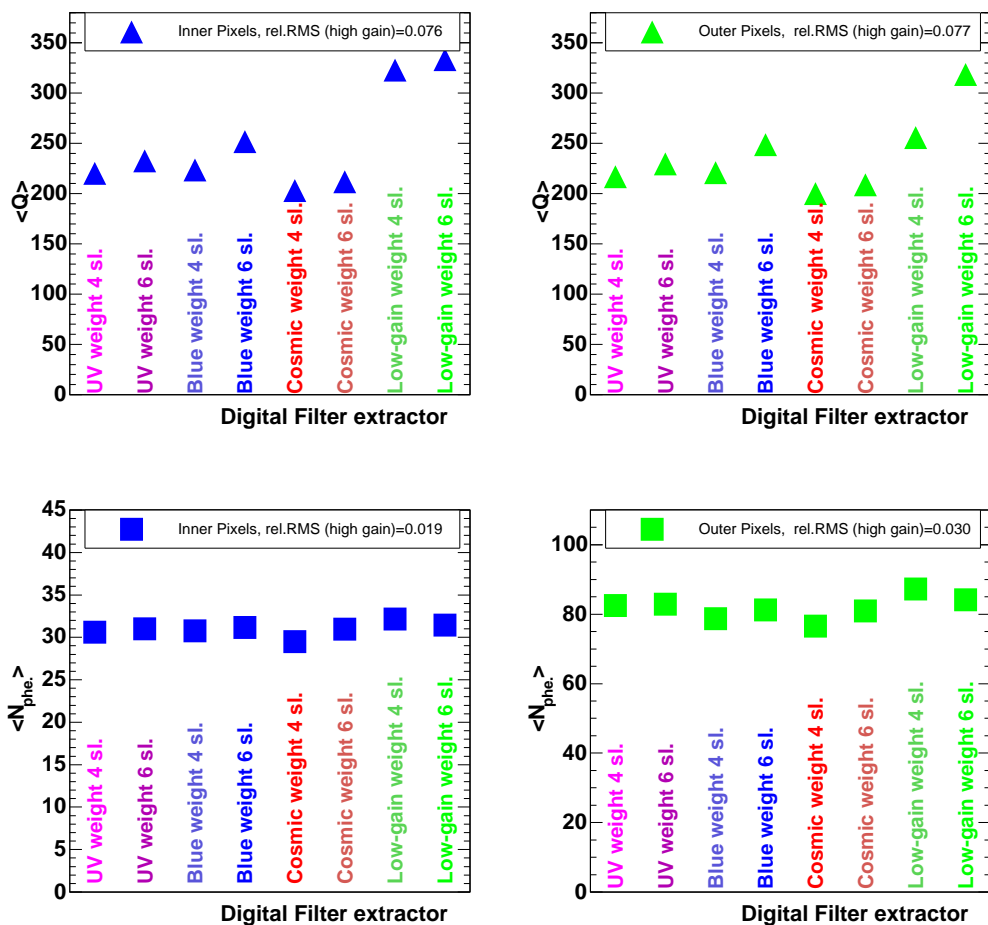 Inner Pixels, rel.RMS (high gain)=0.076
350
300
250
200
150
100
50
0
<Q>
UV weight 4 sl.
UV weight 6 sl.
Blue weight 4 sl.
Blue weight 6 sl.
Cosmic weight 4 sl.
Cosmic weight 6 sl.
Low-gain weight 4 sl.
Low-gain weight 6 sl.
Digital Filter extractor
Outer Pixels, rel.RMS (high gain)=0.077
350
300
250
200
150
100
50
0
<Q>
UV weight 4 sl.
UV weight 6 sl.
Blue weight 4 sl.
Blue weight 6 sl.
Cosmic weight 4 sl.
Cosmic weight 6 sl.
Low-gain weight 4 sl.
Low-gain weight 6 sl.
Digital Filter extractor
Inner Pixels, rel.RMS (high gain)=0.019
45
40
35
30
25
20
15
10
5
0
<Nphe.>
UV weight 4 sl.
UV weight 6 sl.
Blue weight 4 sl.
Blue weight 6 sl.
Cosmic weight 4 sl.
Cosmic weight 6 sl.
Low-gain weight 4 sl.
Low-gain weight 6 sl.
Digital Filter extractor
Outer Pixels, rel.RMS (high gain)=0.030
100
80
60
40
20
0
<Nphe.>
UV weight 4 sl.
UV weight 6 sl.
Blue weight 4 sl.
Blue weight 6 sl.
Cosmic weight 4 sl.
Cosmic weight 6 sl.
Low-gain weight 4 sl.
Low-gain weight 6 sl.
Digital Filter extractor